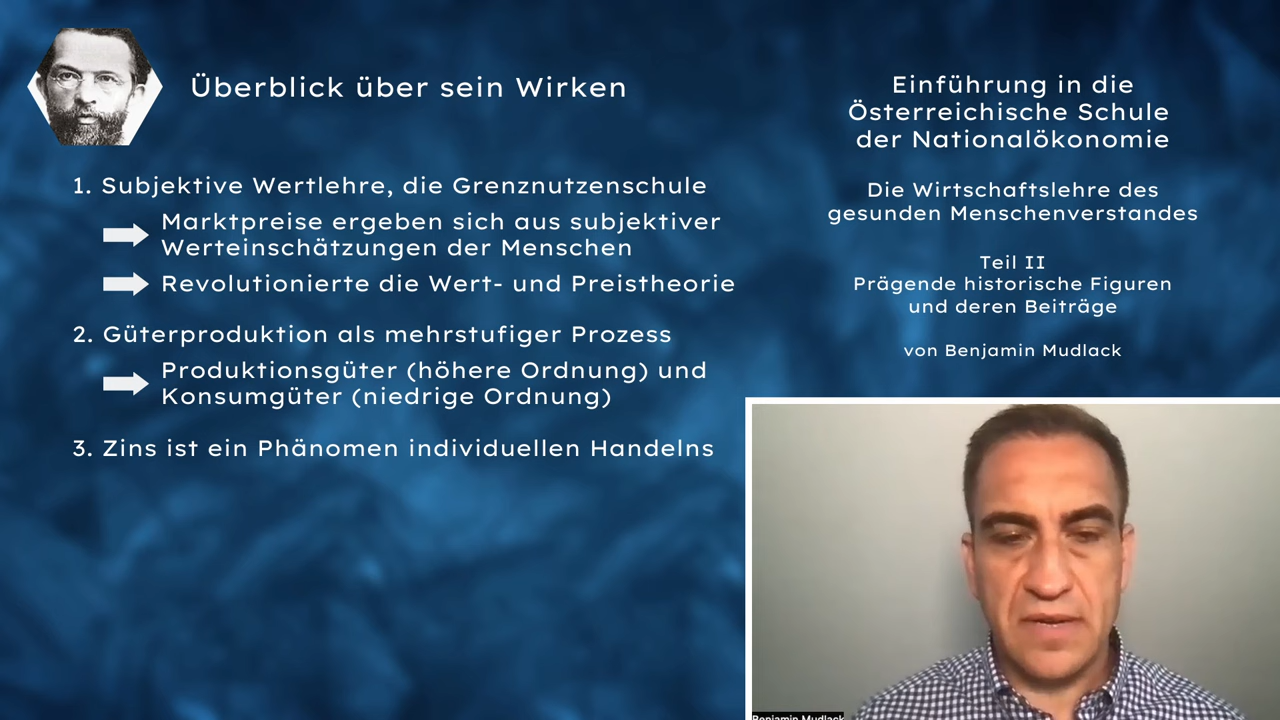 Überblick über sein Wirken
1. Subjektive Wertlehre, die Grenznutzenschule
Marktpreise ergeben sich aus subjektiver
Werteinschätzungen der Menschen
Revolutionierte die Wert- und Preistheorie
2. Güterproduktion als mehrstufiger Prozess
Produktionsgüter (höhere Ordnung) und
Konsumgüter (niedrige Ordnung)
3. Zins ist ein Phänomen individuellen Handelns
Einführung in die
Österreichische Schule
der Nationalökonomie
Die Wirtschaftslehre des
gesunden Menschenverstandes
Teil II
Prägende historische Figuren
und deren Beiträge
von Benjamin Mudlack
Benjamin Mudlack